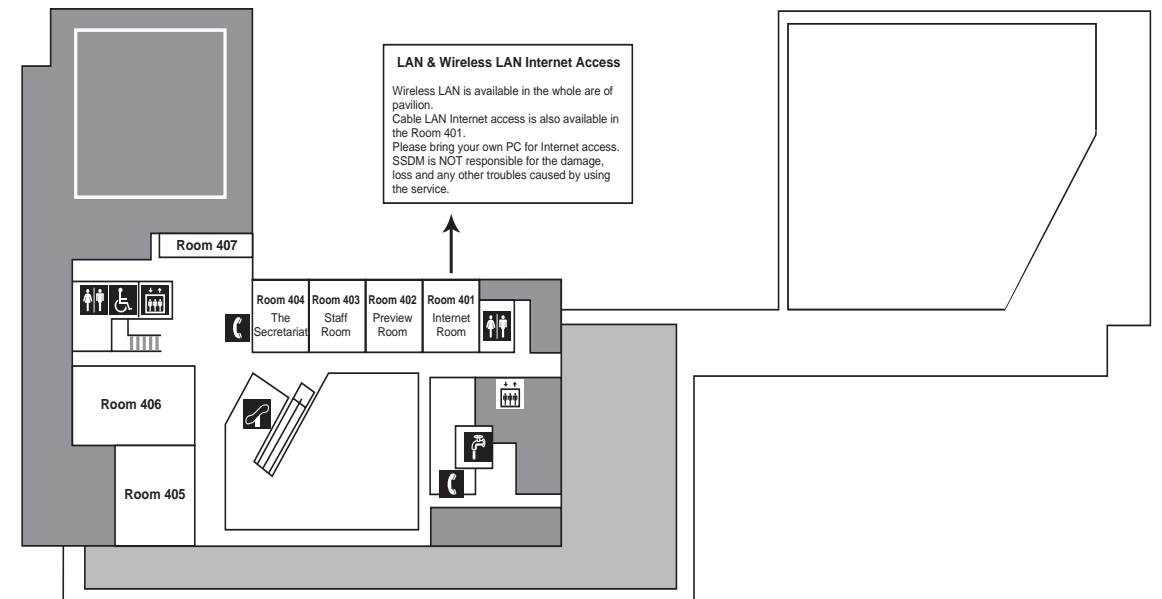 LAN & Wireless LAN Internet Access
Wireless LAN is available in the whole are of
pavilion.
Cable LAN Internet access is also available in
the Room 401.
Please bring your own PC for Internet access.
SSDM is NOT responsible for the damage,
loss and any other troubles caused by using
the service.
Room 407
Room 404
The
Secretariat
Room 403
Staff
Room
Room 402
Preview
Room
Room 401
Internet
Room
Room 406
Room 405